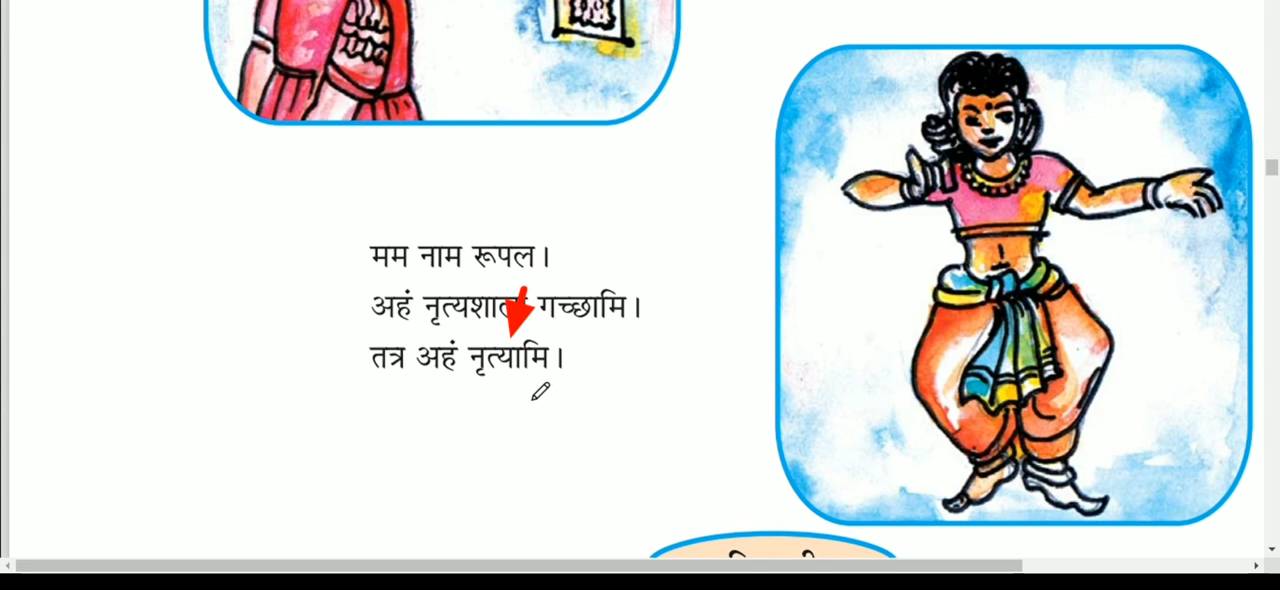 मम नाम रूपल।
अहं गच्छामि।
तत्र अहं नृत्यामि।